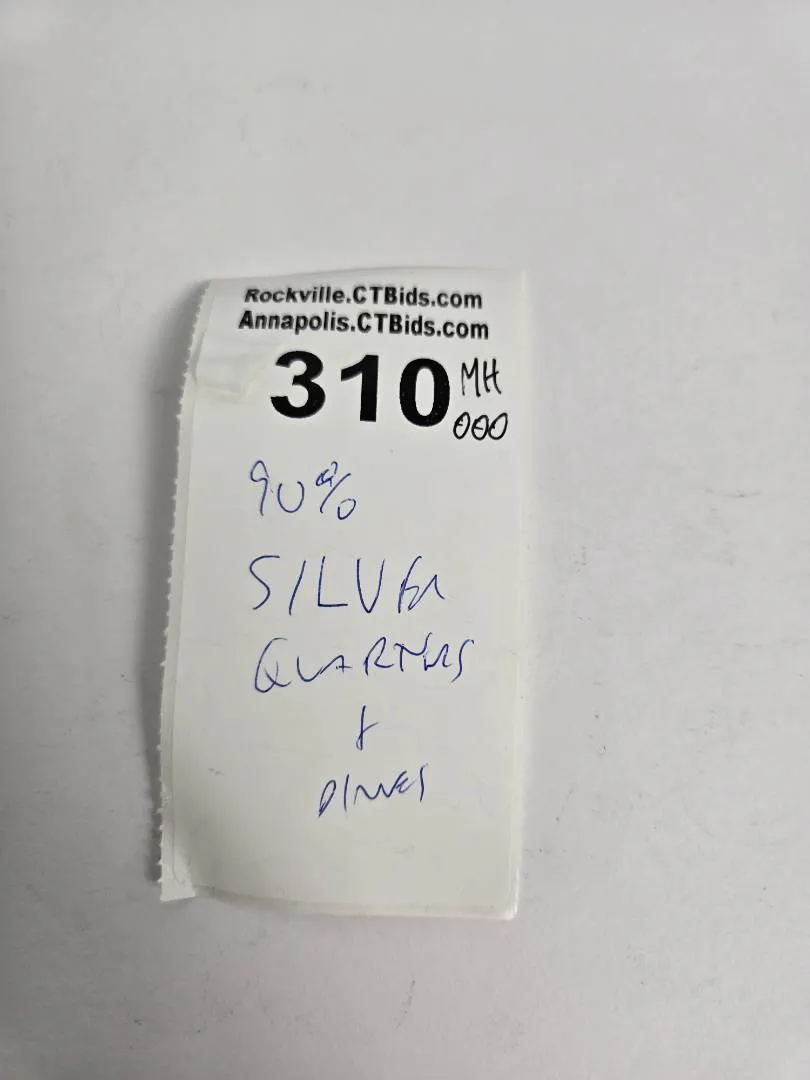 Rockville.CTBids.com
Annapolis.CTBids.com
310 MH
000
90%
SILVER
QUARTERS
+
DIMES